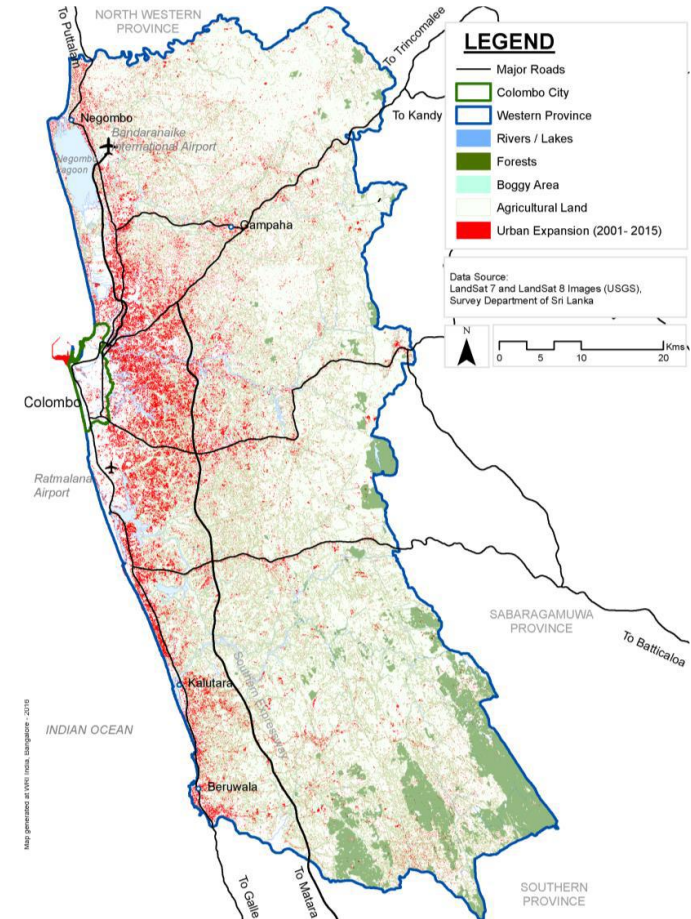 NORTH WESTERN
PROVINCE
To Puttalam
To Trincomalee
To Kandy
LEGEND
Major Roads
Colombo City
Western Province
Rivers / Lakes
Forests
Boggy Area
Agricultural Land
Urban Expansion (2001- 2015)
Data Source:
LandSat 7 and LandSat 8 Images (USGS),
Survey Department of Sri Lanka
N
0 5 10 20
Kms
Negombo
Bandaranaike
International Airport
Negombo
Lagoon
Gampaha
Colombo
Ratmalana
Airport
SABARAGAMUWA
PROVINCE
To Batticaloa
Southern Expressway
Kalutara
INDIAN OCEAN
Beruwala
Map generated at WRI India, Bangalore - 2016
To Galle
To Matara
SOUTHERN
PROVINCE